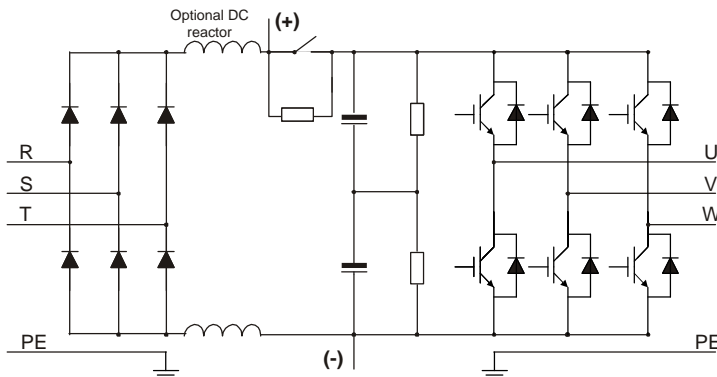 Optional DC
reactor
(+)
R
S
T
U
V
W
PE
(-)
PE